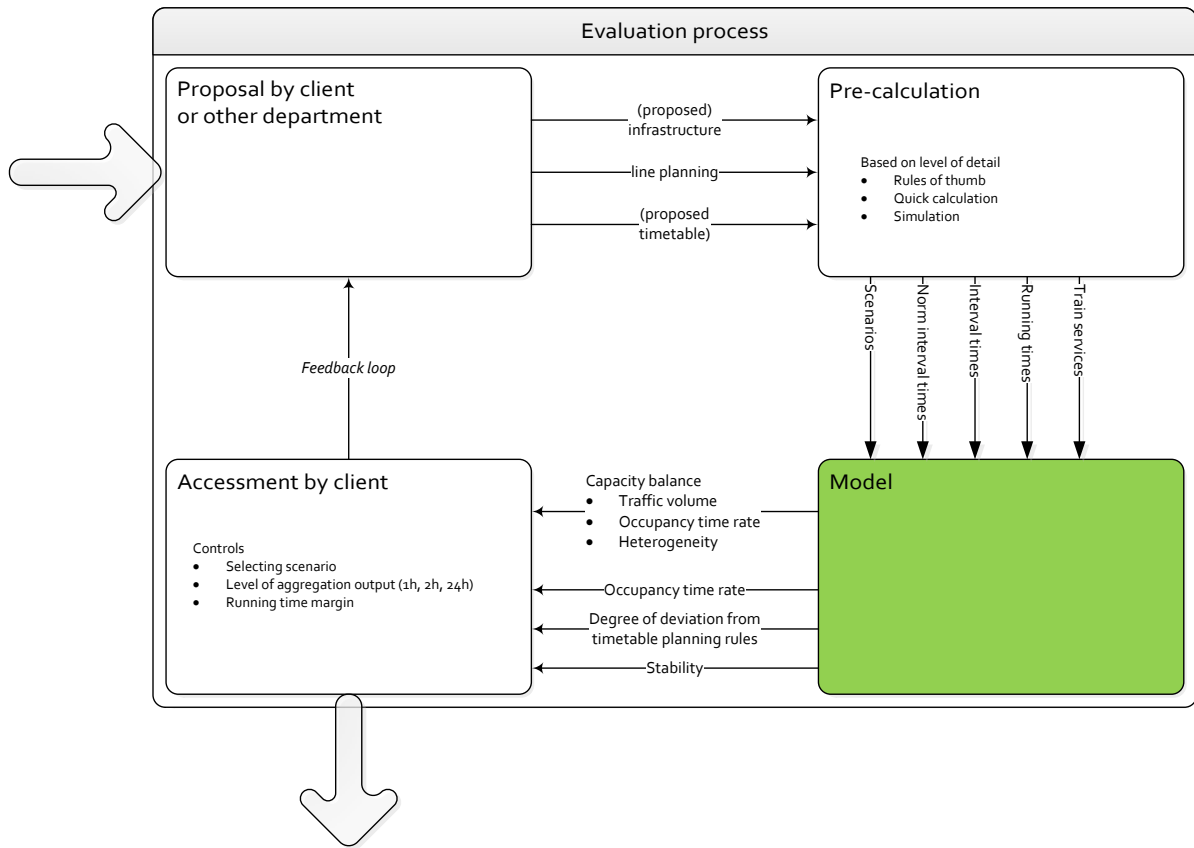 Evaluation process
Proposal by client
or other department
(proposed)
infrastructure
line planning
(proposed
timetable)
Pre-calculation
Based on level of detail
• Rules of thumb
• Quick calculation
• Simulation
Scenarios
Norm interval times
Interval times
Running times
Train services
Feedback loop
Accessment by client
Controls
• Selecting scenario
• Level of aggregation output (1h, 2h, 24h)
• Running time margin
Capacity balance
• Traffic volume
• Occupancy time rate
• Heterogeneity
Occupancy time rate
Degree of deviation from
timetable planning rules
Stability
Model